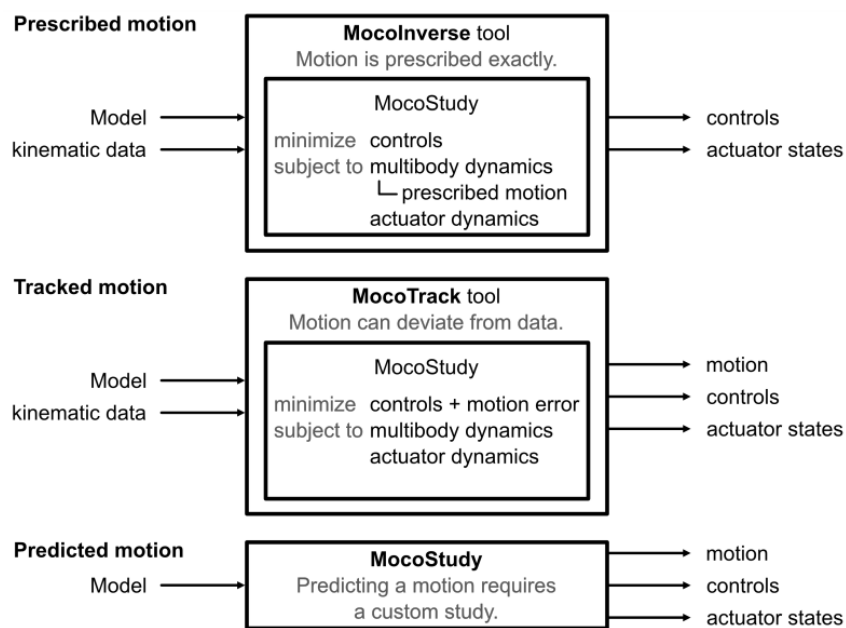 Prescribed motion
MocoInverse tool
Motion is prescribed exactly.
MocoStudy
Model
kinematic data
minimize controls
subject to multibody dynamics
prescribed motion
actuator dynamics
controls
actuator states
Tracked motion
MocoTrack tool
Motion can deviate from data.
MocoStudy
Model
kinematic data
minimize controls + motion error
subject to multibody dynamics
actuator dynamics
motion
controls
actuator states
Predicted motion
Model
MocoStudy
Predicting a motion requires
a custom study.
motion
controls
actuator states